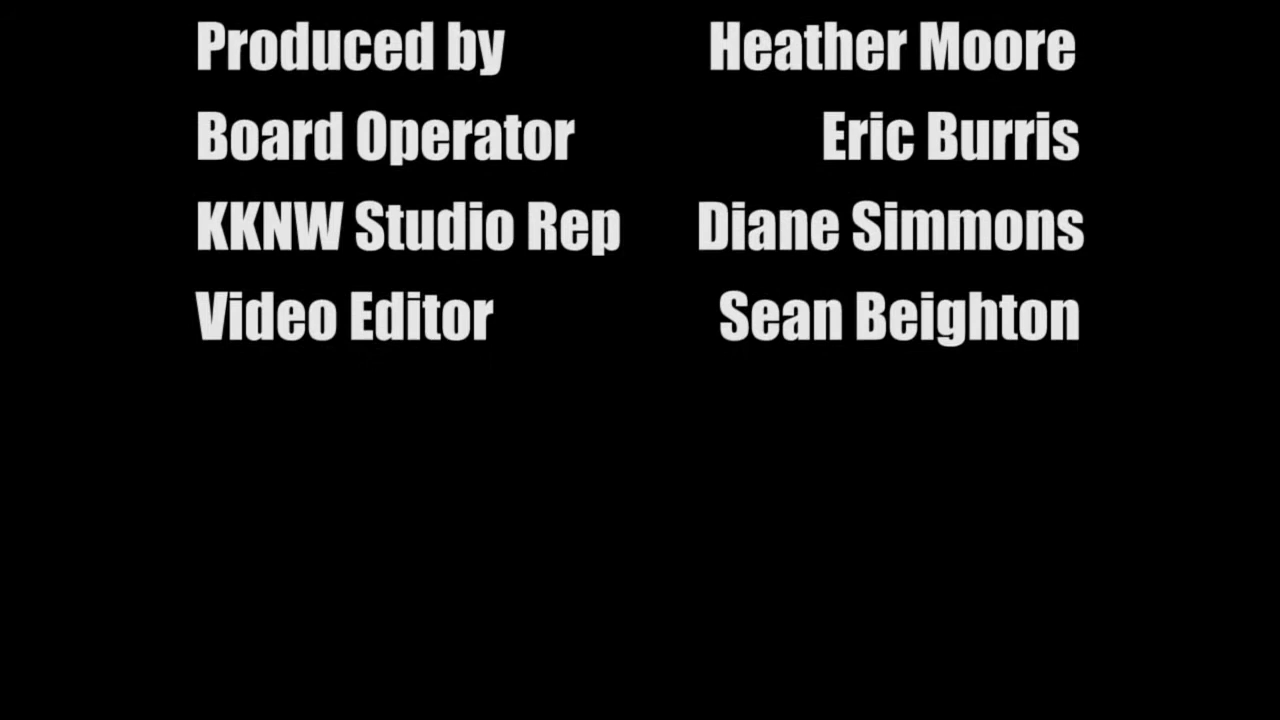 Produced by Heather Moore
Board Operator Eric Burris
KKNW Studio Rep Diane Simmons
Video Editor Sean Beighton